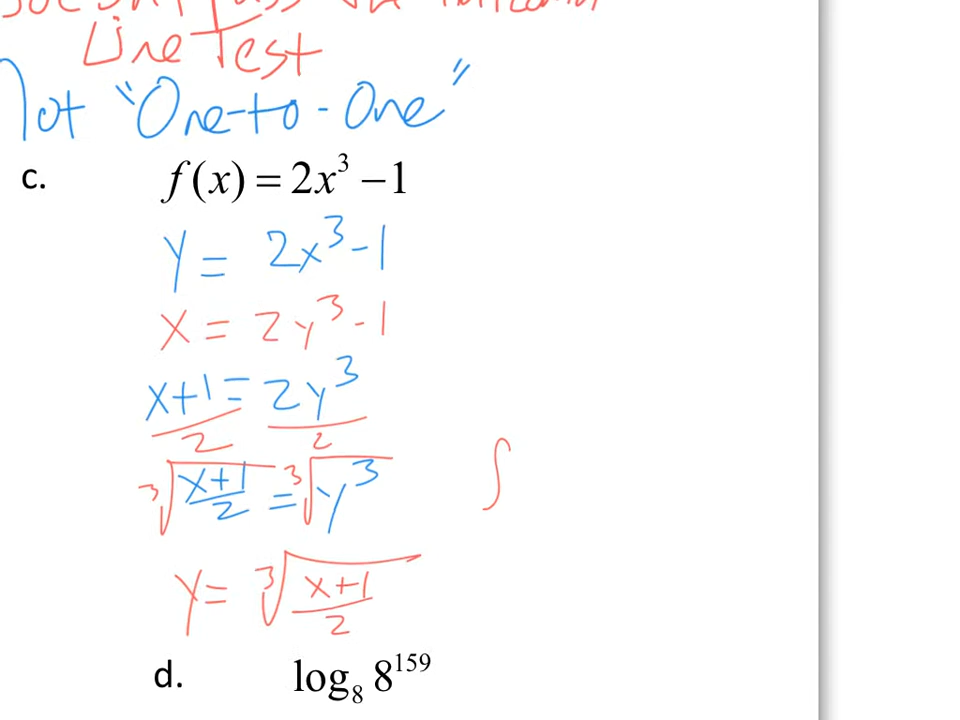 Line Test
Not "One-to-One"
c. f(x) = 2x³ − 1
y = 2x³ - 1
x = 2y³ - 1
x+1 = 2y³
2 2
∛(x+1/2) = ∛y³
∫
y = ∛(x+1/2)
d. log₈ 8¹⁵⁹